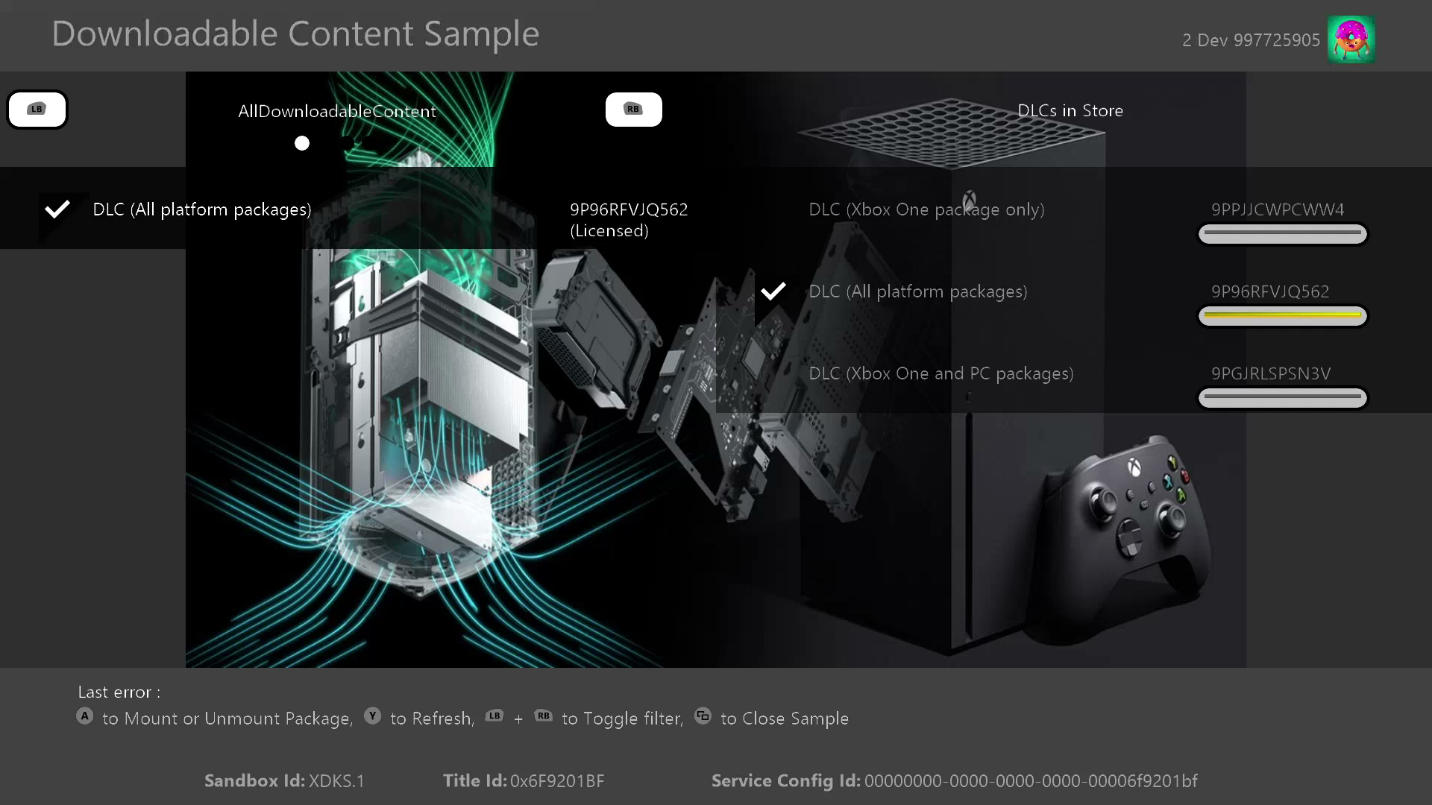 Downloadable Content Sample
2 Dev 997725905
LB
AllDownloadableContent
RB
DLCs in Store
DLC (All platform packages)
9P96RFVJQ562
(Licensed)
DLC (Xbox One package only)
9PPJJCWPCWW4
DLC (All platform packages)
9P96RFVJQ562
DLC (Xbox One and PC packages)
9PGJRLSPSN3V
Last error :
A to Mount or Unmount Package, Y to Refresh, LB + RB to Toggle filter, to Close Sample
Sandbox Id: XDKS.1 Title Id: 0x6F9201BF Service Config Id: 00000000-0000-0000-0000-00006f9201bf